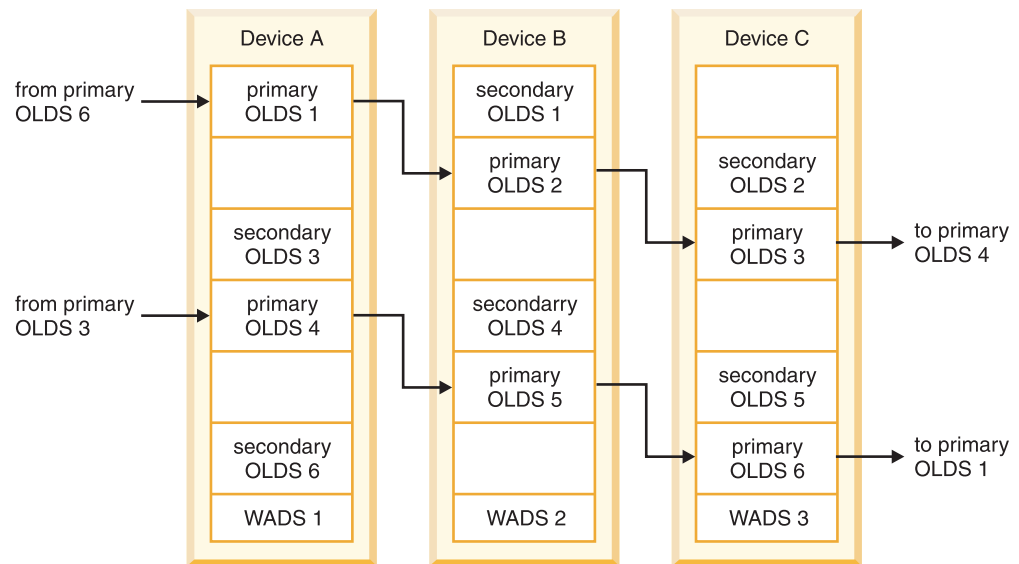 Device A
Device B
Device C
from primary
OLDS 6
primary
OLDS 1
secondary
OLDS 1
primary
OLDS 2
secondary
OLDS 2
secondary
OLDS 3
primary
OLDS 3
to primary
OLDS 4
from primary
OLDS 3
primary
OLDS 4
secondarry
OLDS 4
primary
OLDS 5
secondary
OLDS 5
secondary
OLDS 6
primary
OLDS 6
to primary
OLDS 1
WADS 1
WADS 2
WADS 3